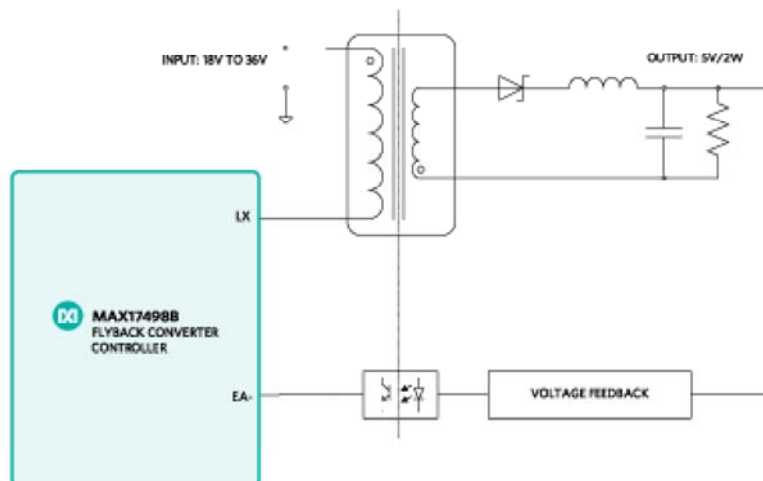 INPUT: 18V TO 36V
OUTPUT: 5V/2W
LX
MAX17498B
FLYBACK CONVERTER
CONTROLLER
EA-
VOLTAGE FEEDBACK